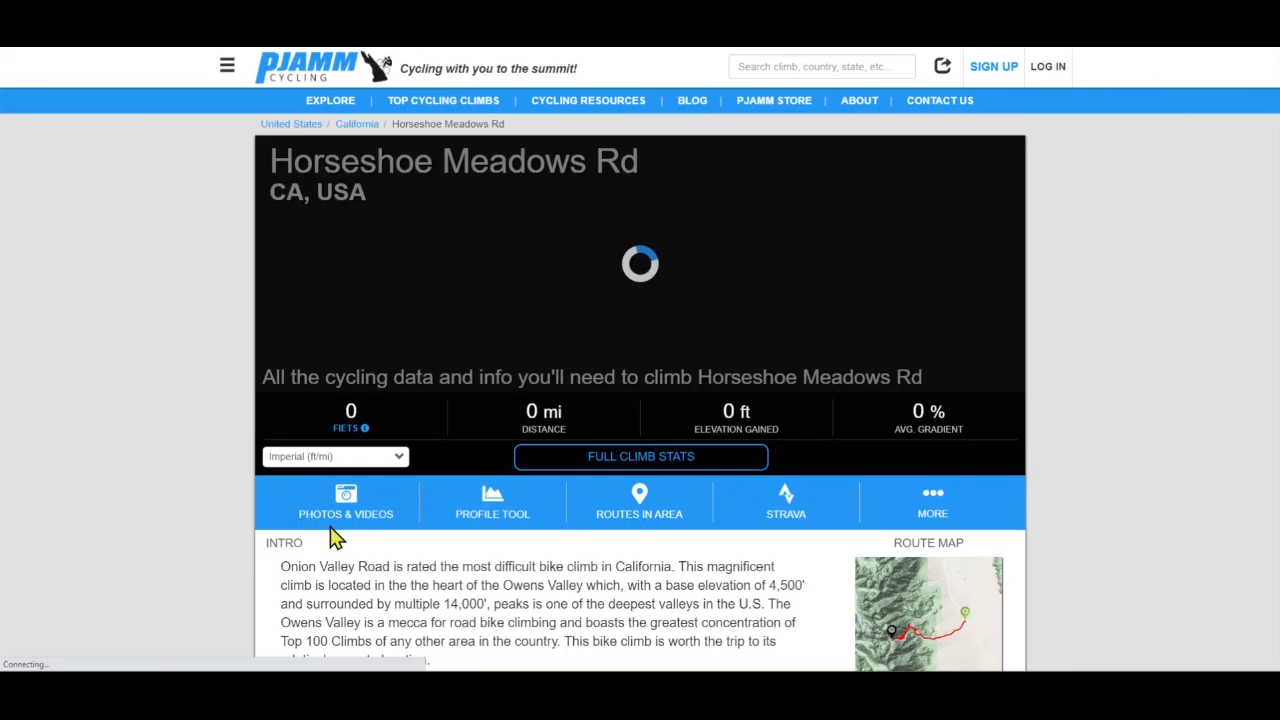 PJAMM
CYCLING
Cycling with you to the summit!
Search climb, country, state, etc...
SIGN UP
LOG IN
EXPLORE | TOP CYCLING CLIMBS | CYCLING RESOURCES | BLOG | PJAMM STORE | ABOUT | CONTACT US
United States / California / Horseshoe Meadows Rd
Horseshoe Meadows Rd
CA, USA
All the cycling data and info you'll need to climb Horseshoe Meadows Rd
0
FIETS
0 mi
DISTANCE
0 ft
ELEVATION GAINED
0 %
AVG. GRADIENT
Imperial (ft/mi)
FULL CLIMB STATS
PHOTOS & VIDEOS
PROFILE TOOL
ROUTES IN AREA
STRAVA
MORE
INTRO
Onion Valley Road is rated the most difficult bike climb in California. This magnificent
climb is located in the the heart of the Owens Valley which, with a base elevation of 4,500'
and surrounded by multiple 14,000', peaks is one of the deepest valleys in the U.S. The
Owens Valley is a mecca for road bike climbing and boasts the greatest concentration of
Top 100 Climbs of any other area in the country. This bike climb is worth the trip to its
ROUTE MAP
Connecting...